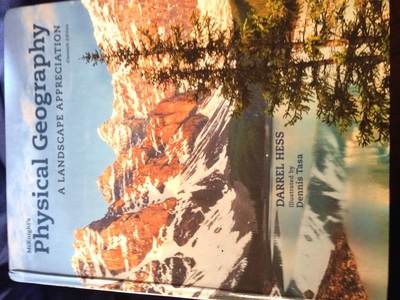 McKnight's
Physical Geography
A LANDSCAPE APPRECIATION
Eleventh Edition
DARREL HESS
Illustrated by
Dennis Tasa